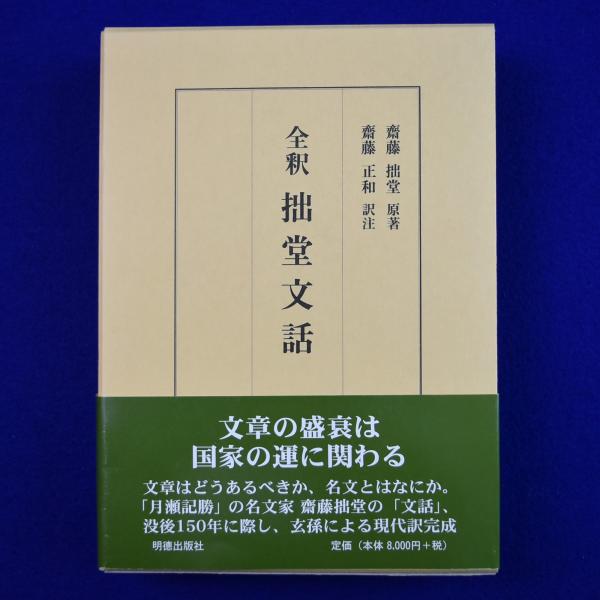 齋藤 拙堂 原著
齋藤 正和 訳注
全釈 拙堂文話
文章の盛衰は
国家の運に関わる
文章はどうあるべきか、名文とはなにか。
「月瀬記勝」の名文家 齋藤拙堂の「文話」、
没後150年に際し、玄孫による現代訳完成
明德出版社
定価（本体 8,000円＋税）